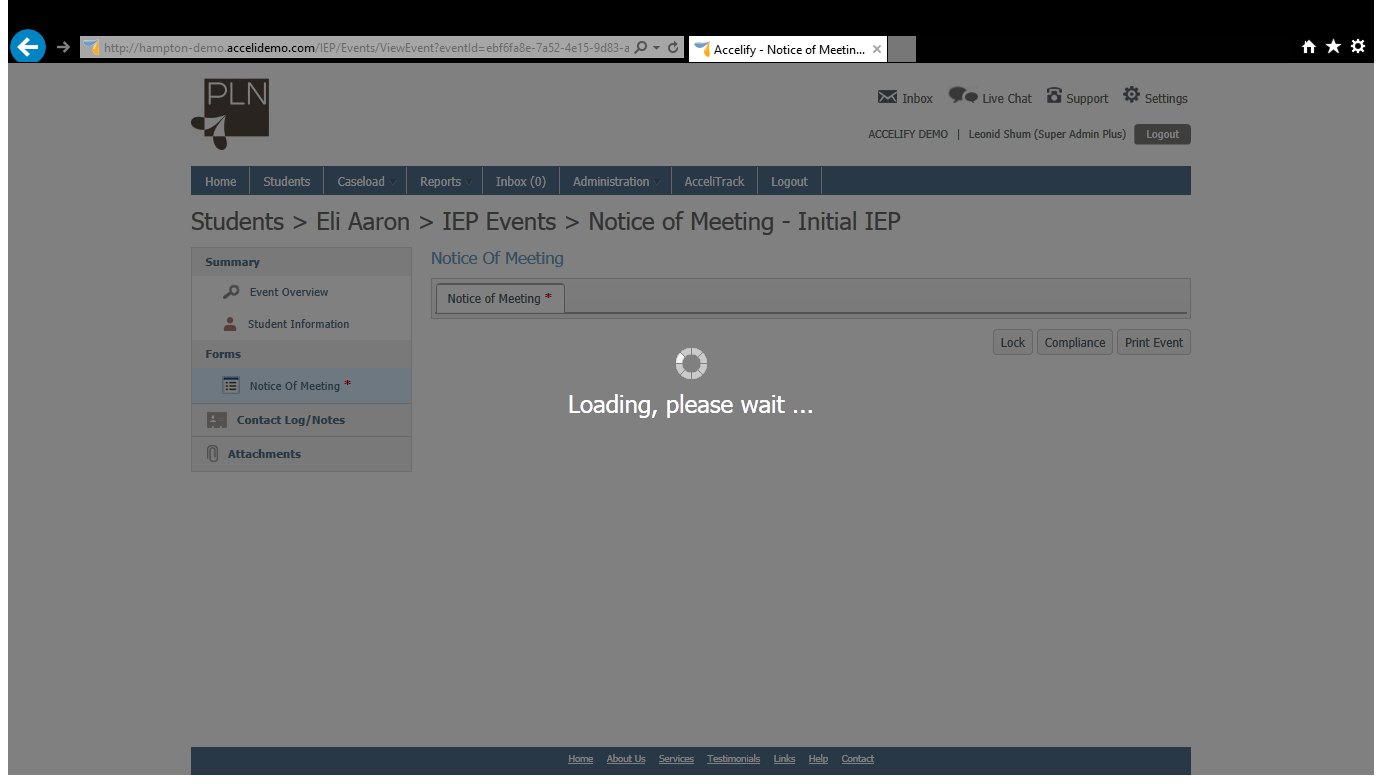 http://hampton-demo.accelidemo.com/IEP/Events/ViewEvent?eventId=ebf6fa8e-7a52-4e15-9d83-a
Accelify - Notice of Meetin...
PLN
Inbox
Live Chat
Support
Settings
ACCELIFY DEMO | Leonid Shum (Super Admin Plus)
Logout
Home
Students
Caseload
Reports
Inbox (0)
Administration
AcceliTrack
Logout
Students > Eli Aaron > IEP Events > Notice of Meeting - Initial IEP
Summary
Event Overview
Student Information
Forms
Notice Of Meeting *
Contact Log/Notes
Attachments
Notice Of Meeting
Notice of Meeting *
Lock
Compliance
Print Event
Loading, please wait ...
Home
About Us
Services
Testimonials
Links
Help
Contact